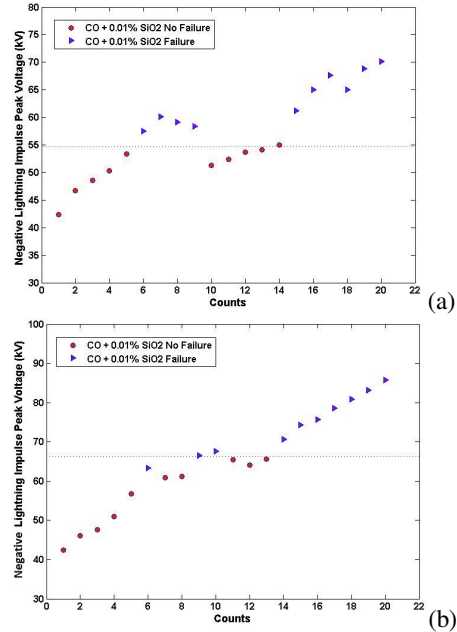 80
75
70
65
60
55
50
45
40
35
30
Negative Lightning Impulse Peak Voltage (kV)
CO + 0.01% SiO2 No Failure
CO + 0.01% SiO2 Failure
0 2 4 6 8 10 12 14 16 18 20 22
Counts
(a)
100
90
80
70
60
50
40
30
Negative Lightning Impulse Peak Voltage (kV)
CO + 0.01% SiO2 No Failure
CO + 0.01% SiO2 Failure
0 2 4 6 8 10 12 14 16 18 20 22
Counts
(b)